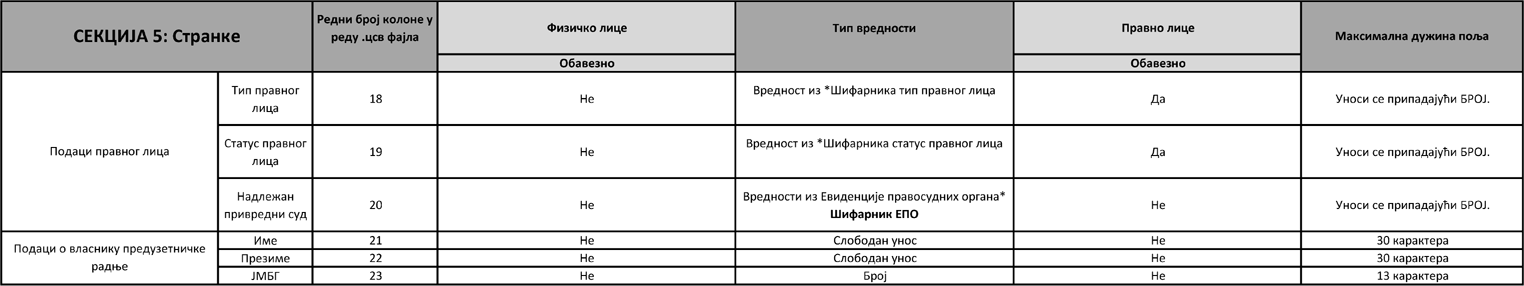 СЕКЦИЈА 5: Странке
Редни број колоне у
реду .цсв фајла
Физичко лице
Тип вредности
Правно лице
Максимална дужина поља
Обавезно
Обавезно
Подаци правног лица
Тип правног
лица
18
Не
Вредност из *Шифарника тип правног лица
Да
Уноси се припадајући БРОЈ.
Статус правног
лица
19
Не
Вредност из *Шифарника статус правног лица
Да
Уноси се припадајући БРОЈ.
Надлежан
привредни суд
20
Не
Вредности из Евиденције правосудних органа*
Шифарник ЕПО
Не
Уноси се припадајући БРОЈ.
Подаци о власнику предузетничке
радње
Име
21
Не
Слободан унос
Не
30 карактера
Презиме
22
Не
Слободан унос
Не
30 карактера
ЈМБГ
23
Не
Број
Не
13 карактера